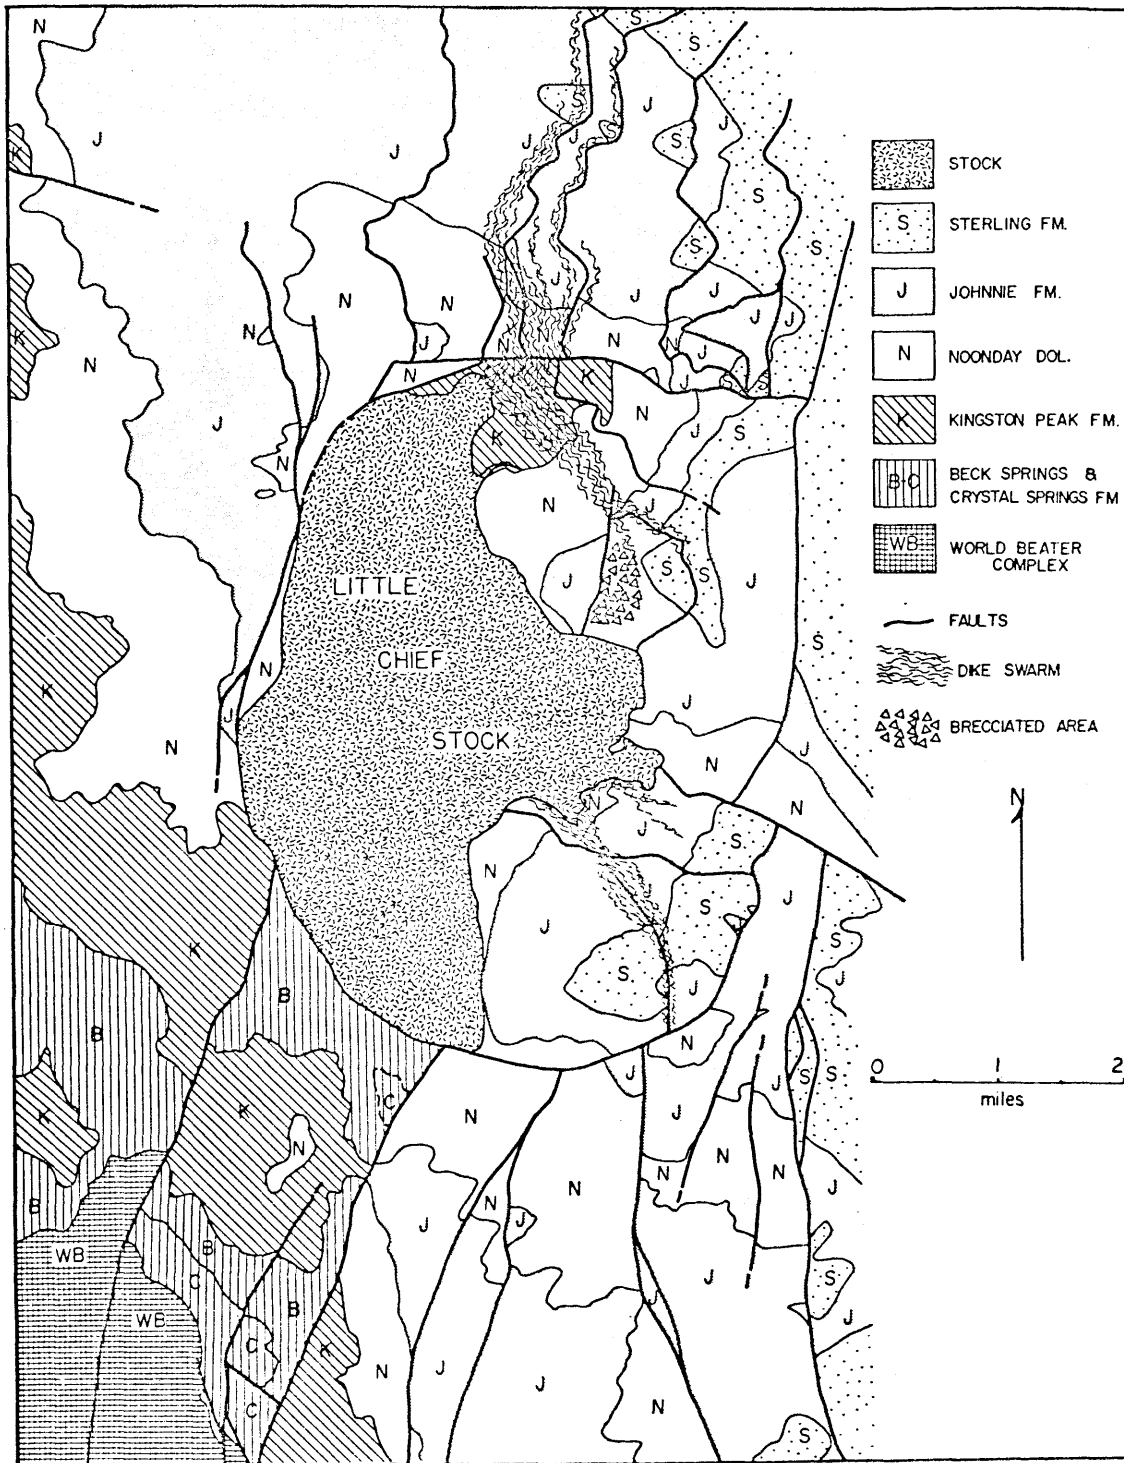 STOCK
S STERLING FM.
J JOHNNIE FM.
N NOONDAY DOL.
K KINGSTON PEAK FM.
B-C BECK SPRINGS &
CRYSTAL SPRINGS FM
WB WORLD BEATER
COMPLEX
FAULTS
DIKE SWARM
BRECCIATED AREA
N
0 1 2
miles
LITTLE
CHIEF
STOCK
N
J
J
K
N
N
N
K
N
J
J
N
N
K
N
J
N
K
B
B
K
K
N
C
B
WB
WB
B
C
B
C
C
K
N
J
J
N
N
J
J
N
J
N
S
S
S
J
S
J
S
J
S
S
S
J
J
J
N
N
J
J
J
S
S
K
K
N
J
S
N
J
J
S
S
J
S
J
N
J
N
N
J
S
N
J
S
J
S
J
N
J
J
N
N
N
J
S
S
S
J
J
S
J
S
J
J
N